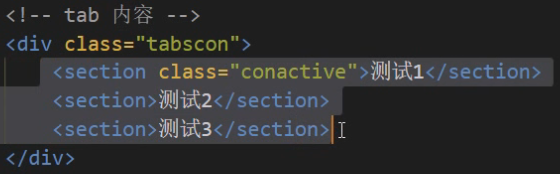 <!-- tab 内容 -->
<div class="tabscon">
<section class="conactive">测试1</section>
<section>测试2</section>
<section>测试3</section>
</div>